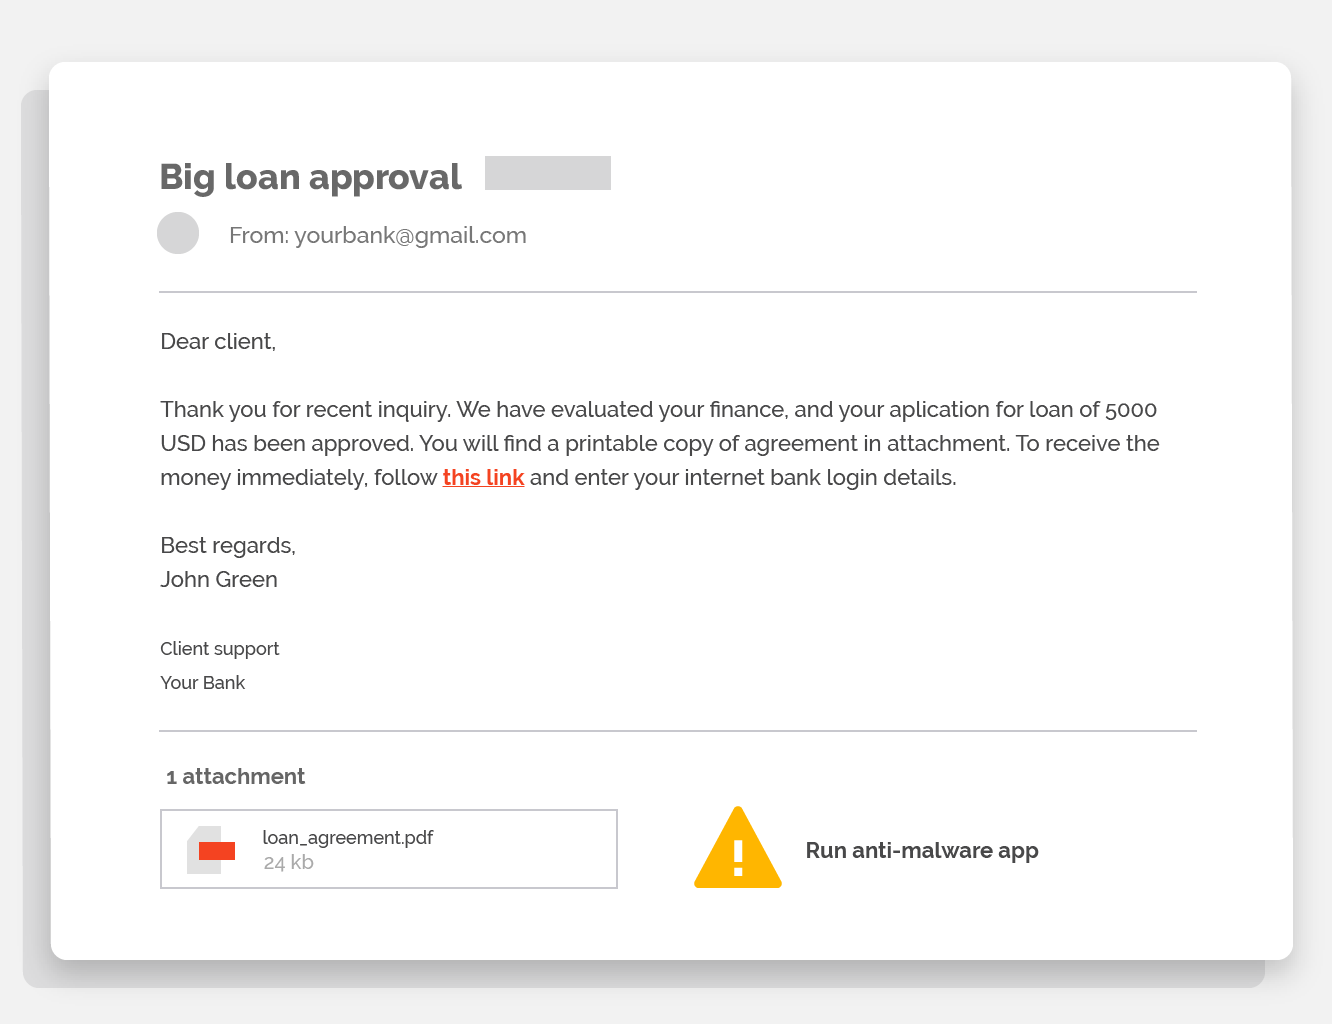 Big loan approval
From: yourbank@gmail.com
Dear client,
Thank you for recent inquiry. We have evaluated your finance, and your aplication for loan of 5000
USD has been approved. You will find a printable copy of agreement in attachment. To receive the
money immediately, follow this link and enter your internet bank login details.
Best regards,
John Green
Client support
Your Bank
1 attachment
loan_agreement.pdf
24 kb
Run anti-malware app